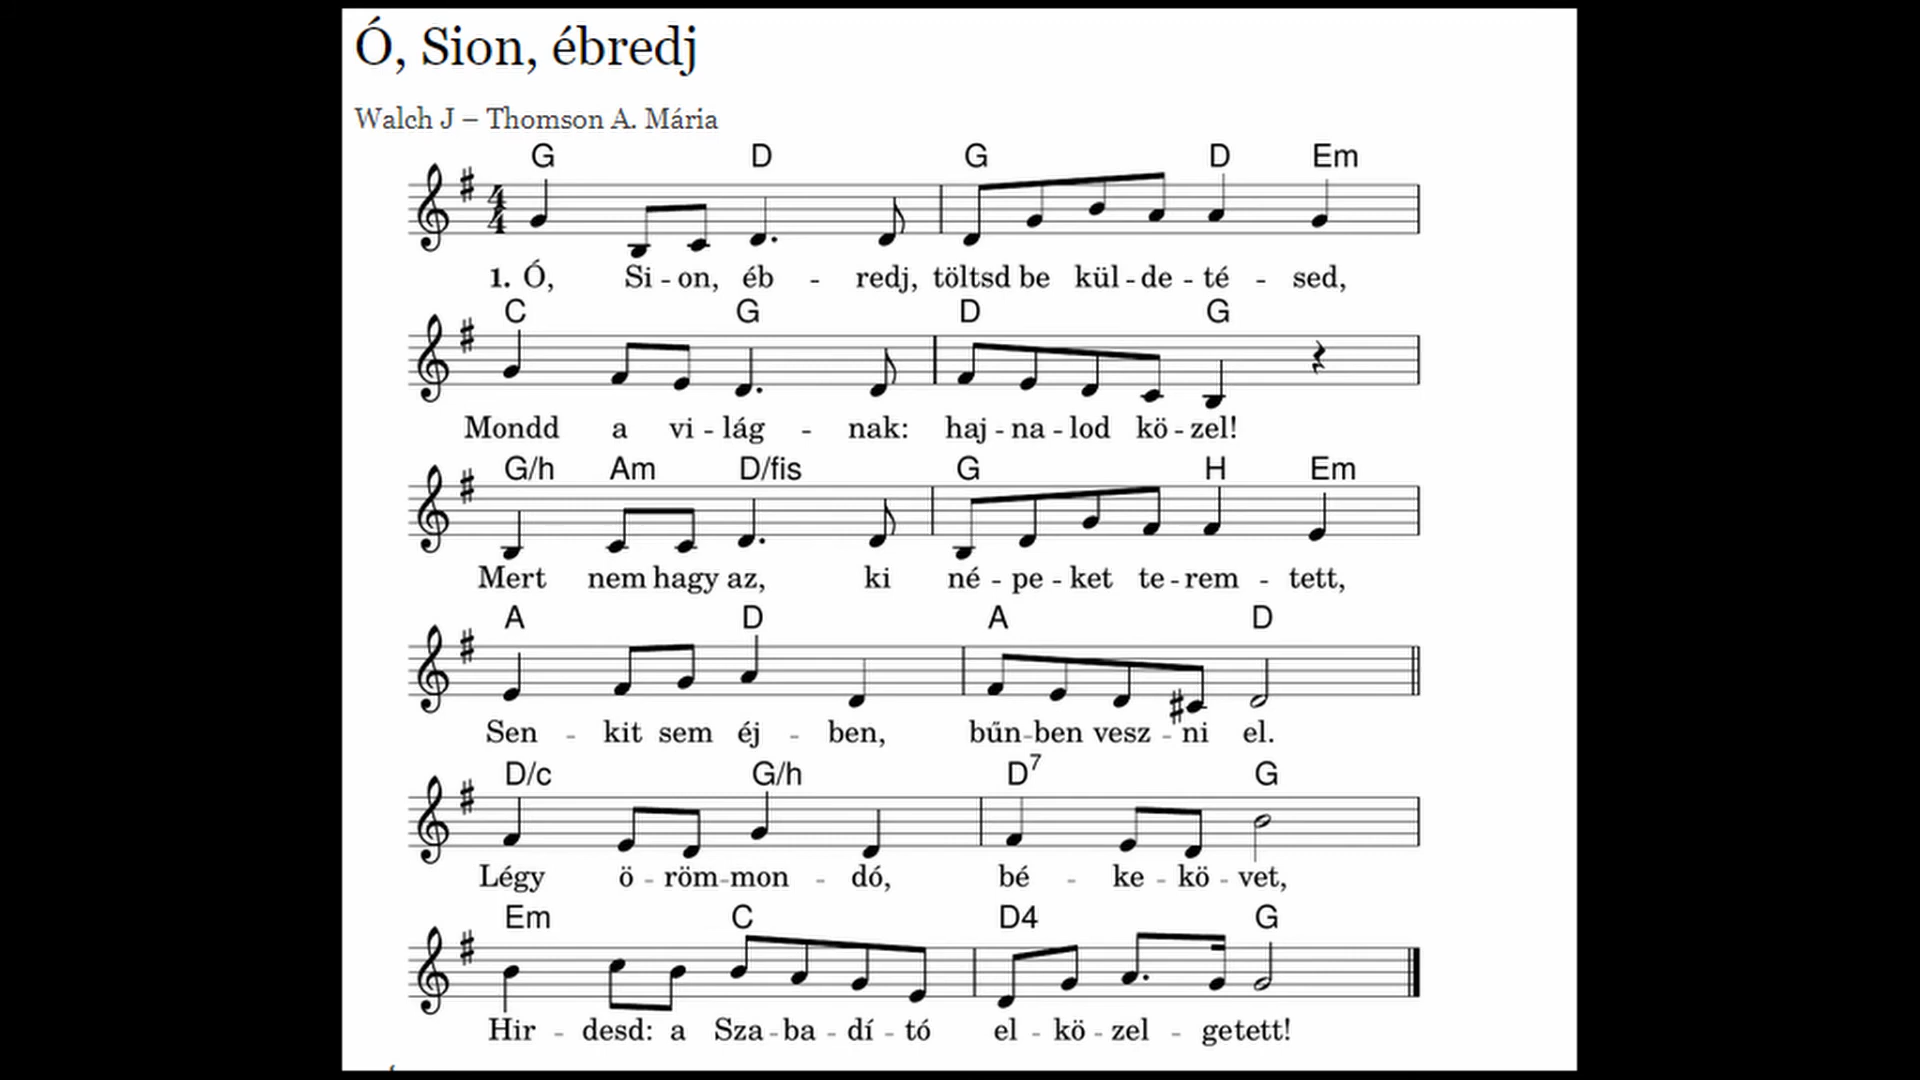 Ó, Sion, ébredj
Walch J – Thomson A. Mária
G D G D Em
4
4
1. Ó, Si - on, éb - redj, töltsd be kül - de - té - sed,
C G D G
Mondd a vi - lág - nak: haj - na - lod kö - zel!
G/h Am D/fis G H Em
Mert nem hagy az, ki né - pe - ket te - rem - tett,
A D A D
Sen - kit sem éj - ben, bűn - ben vesz - ni el.
D/c G/h D7 G
Légy ö - röm - mon - dó, bé - ke - kö - vet,
Em C D4 G
Hir - desd: a Sza - ba - dí - tó el - kö - zel - getett!